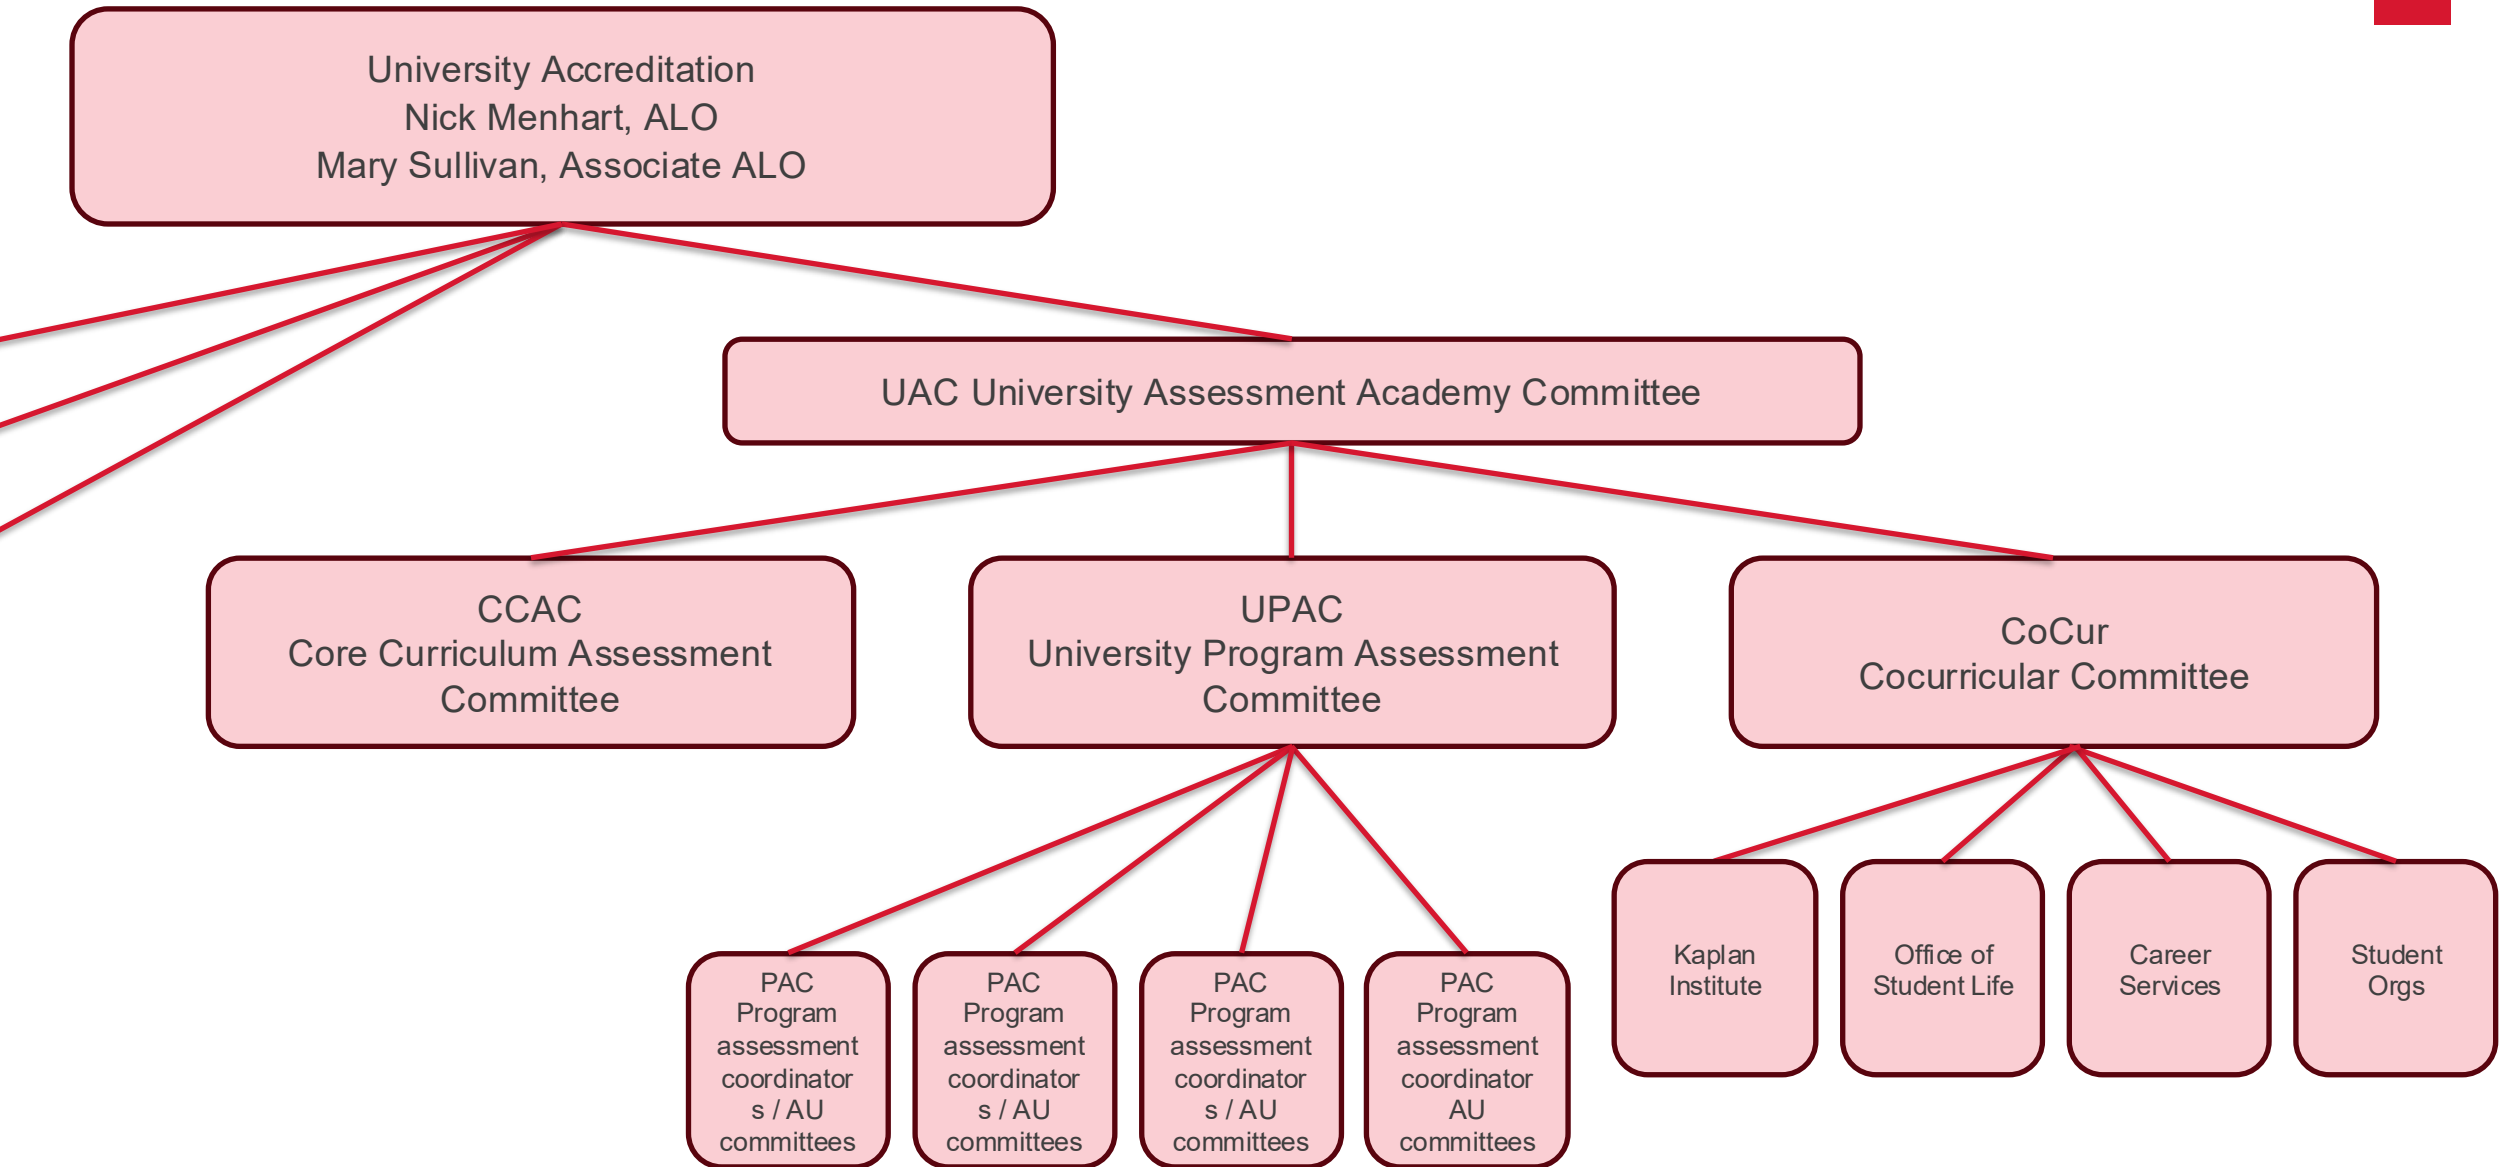 University Accreditation
Nick Menhart, ALO
Mary Sullivan, Associate ALO
UAC University Assessment Academy Committee
CCAC
Core Curriculum Assessment
Committee
UPAC
University Program Assessment
Committee
CoCur
Cocurricular Committee
Kaplan
Institute
Office of
Student Life
Career
Services
Student
Orgs
PAC
Program
assessment
coordinator
s / AU
committees
PAC
Program
assessment
coordinator
s / AU
committees
PAC
Program
assessment
coordinator
s / AU
committees
PAC
Program
assessment
coordinator
AU
committees